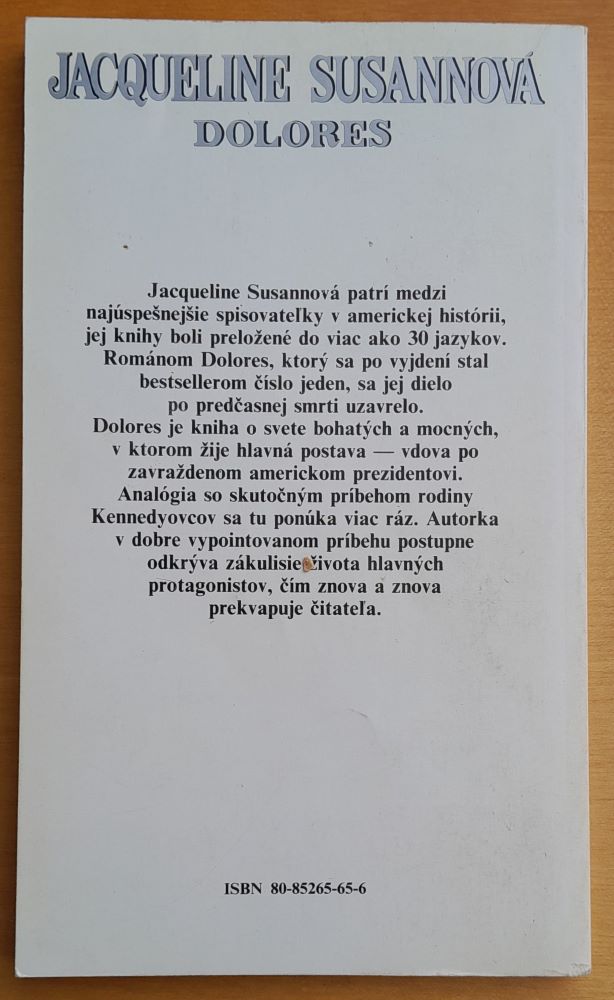 JACQUELINE SUSANNOVÁ
DOLORES
Jacqueline Susannová patrí medzi
najúspešnejšie spisovateľky v americkej histórii,
jej knihy boli preložené do viac ako 30 jazykov.
Románom Dolores, ktorý sa po vyjdení stal
bestsellerom číslo jeden, sa jej dielo
po predčasnej smrti uzavrelo.
Dolores je kniha o svete bohatých a mocných,
v ktorom žije hlavná postava — vdova po
zavraždenom americkom prezidentovi.
Analógia so skutočným príbehom rodiny
Kennedyovcov sa tu ponúka viac ráz. Autorka
v dobre vypointovanom príbehu postupne
odkrýva zákulisie života hlavných
protagonistov, čím znova a znova
prekvapuje čitateľa.
ISBN 80-85265-65-6